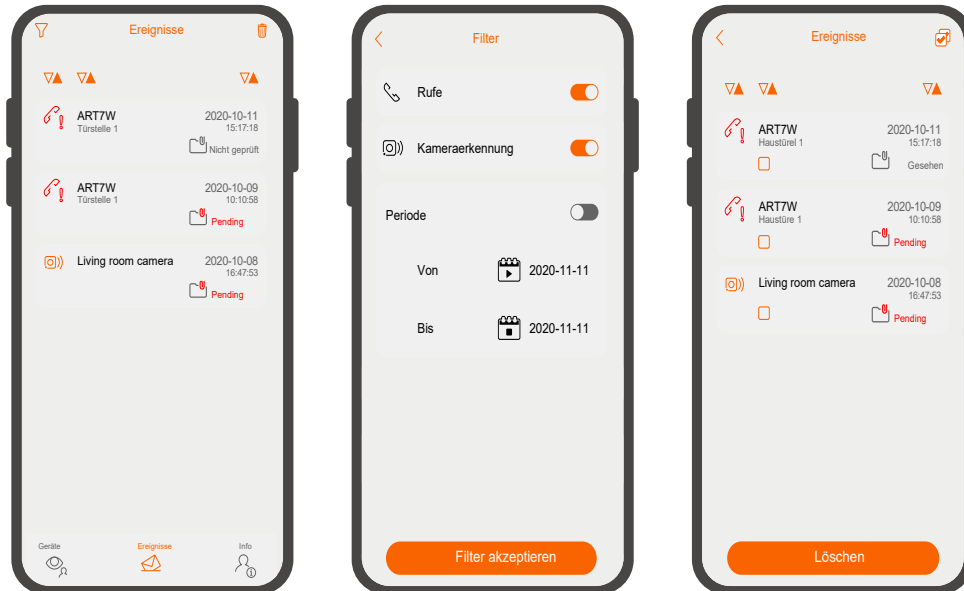 Ereignisse
ART7W
2020-10-11
Türstelle 1
15:17:18
Nicht geprüft
ART7W
2020-10-09
Türstelle 1
10:10:58
Pending
Living room camera
2020-10-08
16:47:53
Pending
Geräte
Ereignisse
Info
Filter
Rufe
Kameraerkennung
Periode
Von
2020-11-11
Bis
2020-11-11
Filter akzeptieren
Ereignisse
ART7W
2020-10-11
Haustürel 1
15:17:18
Gesehen
ART7W
2020-10-09
Haustüre 1
10:10:58
Pending
Living room camera
2020-10-08
16:47:53
Pending
Löschen